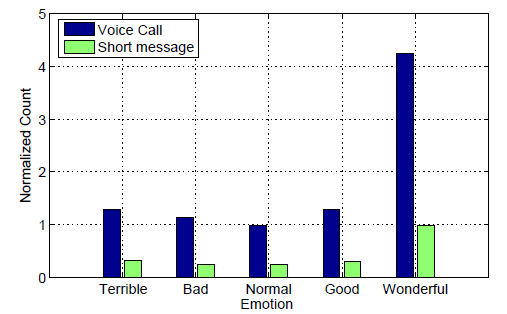 Voice Call
Short message
5
4
3
2
1
0
Normalized Count
Terrible Bad Normal Good Wonderful
Emotion